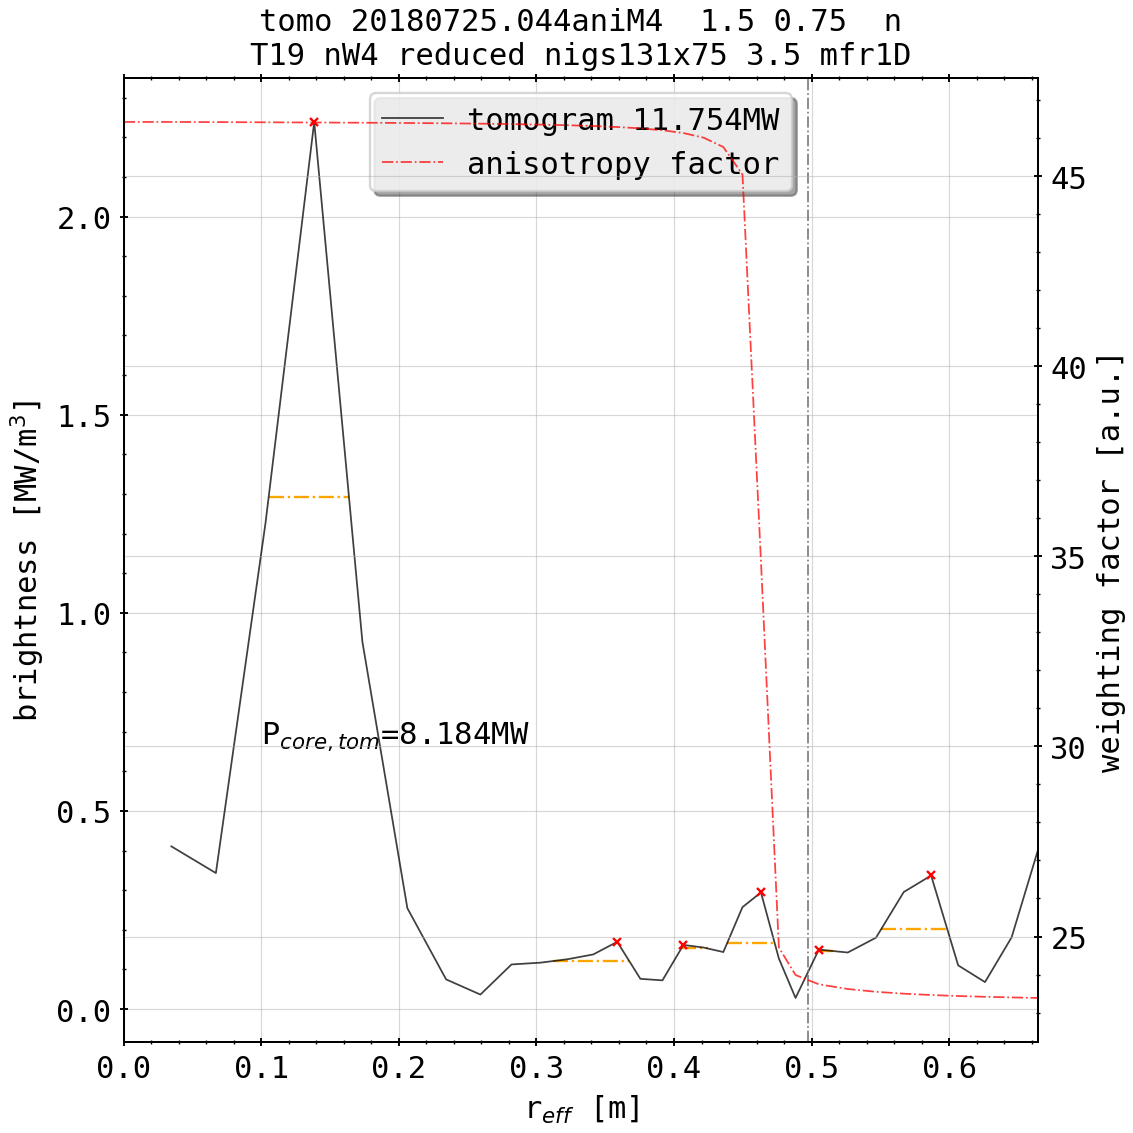 tomo 20180725.044aniM4  1.5 0.75  n
T19 nW4 reduced nigs131x75 3.5 mfr1D
tomogram 11.754MW
anisotropy factor
brightness [MW/m³]
2.0
1.5
1.0
0.5
0.0
P_core,tom=8.184MW
45
40
35
30
25
weighting factor [a.u.]
0.0 0.1 0.2 0.3 0.4 0.5 0.6
r_eff [m]